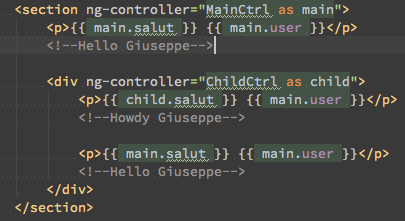 <section ng-controller="MainCtrl as main">
<p>{{ main.salut }} {{ main.user }}</p>
<!--Hello Giuseppe-->
<div ng-controller="ChildCtrl as child">
<p>{{ child.salut }} {{ main.user }}</p>
<!--Howdy Giuseppe-->
<p>{{ main.salut }} {{ main.user }}</p>
<!--Hello Giuseppe-->
</div>
</section>